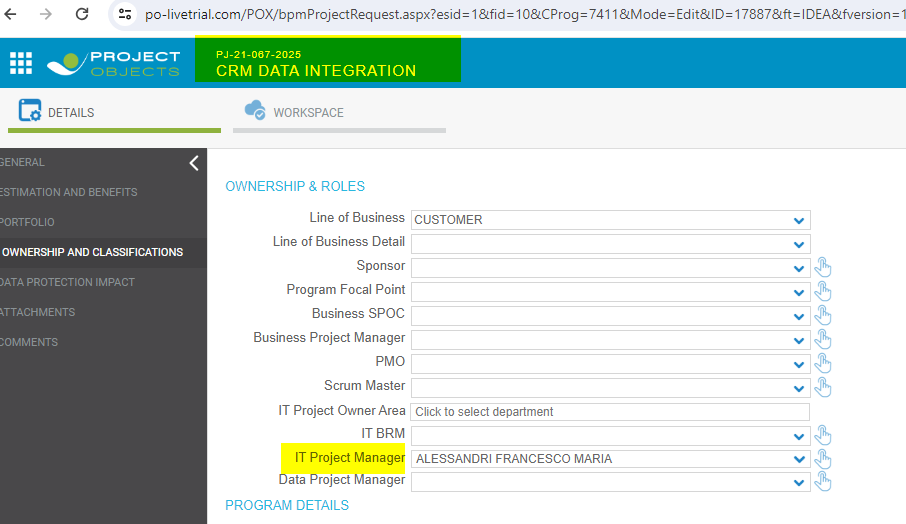 po-livetrial.com/POX/bpmProjectRequest.aspx?esid=1&fid=10&CProg=7411&Mode=Edit&ID=17887&ft=IDEA&fversion=1
PROJECT
OBJECTS
PJ-21-067-2025
CRM DATA INTEGRATION
DETAILS
WORKSPACE
GENERAL
ESTIMATION AND BENEFITS
PORTFOLIO
OWNERSHIP AND CLASSIFICATIONS
DATA PROTECTION IMPACT
ATTACHMENTS
COMMENTS
OWNERSHIP & ROLES
Line of Business CUSTOMER
Line of Business Detail
Sponsor
Program Focal Point
Business SPOC
Business Project Manager
PMO
Scrum Master
IT Project Owner Area Click to select department
IT BRM
IT Project Manager ALESSANDRI FRANCESCO MARIA
Data Project Manager
PROGRAM DETAILS